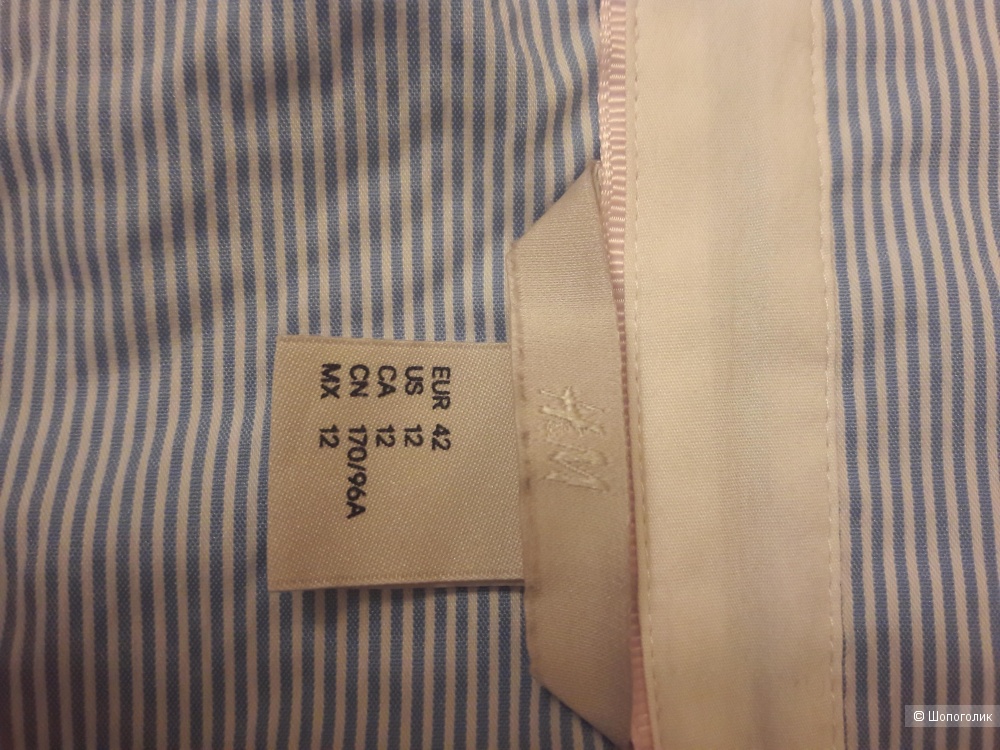 H&M
EUR 42
US 12
CA 12
CN 170/96A
MX 12
© Шопоголик